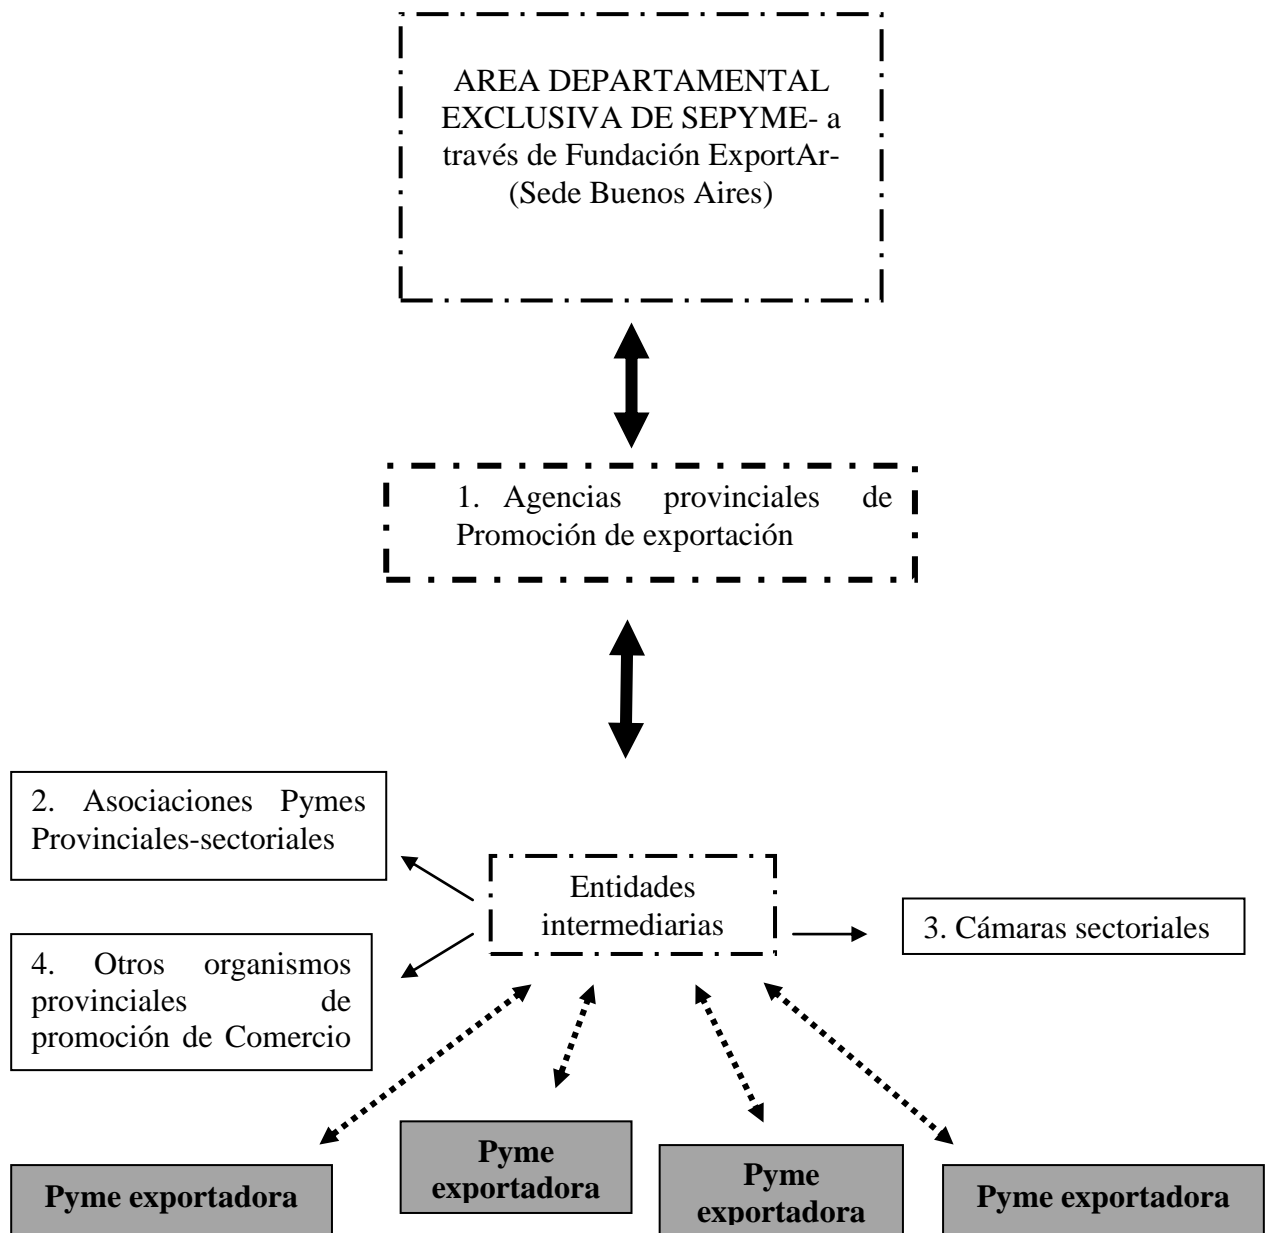 AREA DEPARTAMENTAL
EXCLUSIVA DE SEPYME- a
través de Fundación ExportAr-
(Sede Buenos Aires)
1. Agencias provinciales de
Promoción de exportación
2. Asociaciones Pymes
Provinciales-sectoriales
Entidades
intermediarias
3. Cámaras sectoriales
4. Otros organismos
provinciales de
promoción de Comercio
Pyme exportadora
Pyme
exportadora
Pyme
exportadora
Pyme exportadora